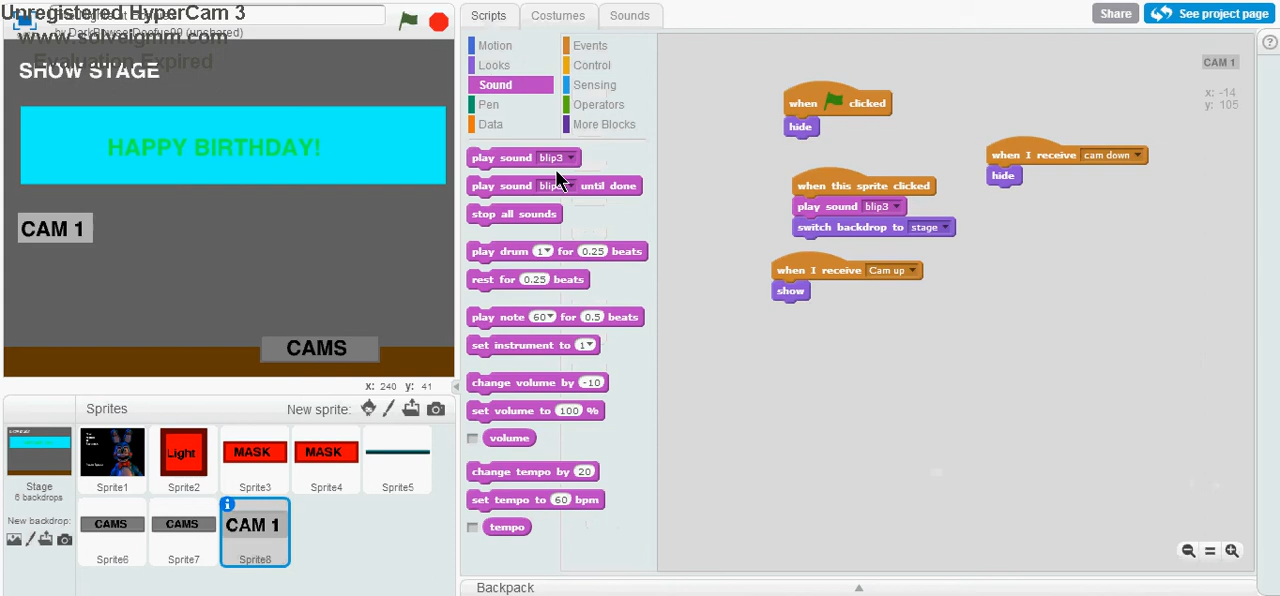 Unregistered HyperCam 3
www.solveigmm.com
Evaluation Expired
SHOW STAGE
HAPPY BIRTHDAY!
CAM 1
CAMS
x: 240 y: 41
Sprites
New sprite:
Stage
6 backdrops
New backdrop:
Sprite1
Light
Sprite2
MASK
Sprite3
MASK
Sprite4
Sprite5
CAMS
Sprite6
CAMS
Sprite7
CAM 1
Sprite8
Scripts
Costumes
Sounds
Share
See project page
Motion
Looks
Sound
Pen
Data
Events
Control
Sensing
Operators
More Blocks
play sound blip3
play sound until done
stop all sounds
play drum 1 for 0.25 beats
rest for 0.25 beats
play note 60 for 0.5 beats
set instrument to 1
change volume by -10
set volume to 100 %
volume
change tempo by 20
set tempo to 60 bpm
tempo
when clicked
hide
when this sprite clicked
play sound blip3
switch backdrop to stage
when I receive Cam up
show
when I receive cam down
hide
CAM 1
x: -14
y: 105
Backpack